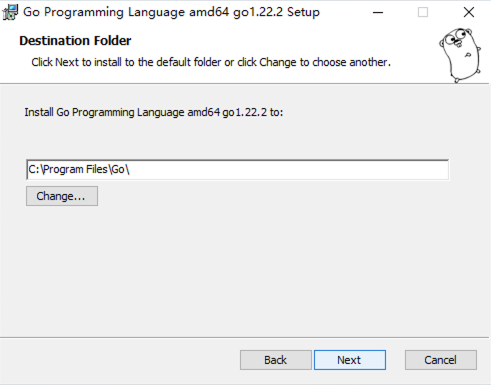 Go Programming Language amd64 go1.22.2 Setup
Destination Folder
Click Next to install to the default folder or click Change to choose another.
Install Go Programming Language amd64 go1.22.2 to:
C:\Program Files\Go\
Change...
Back
Next
Cancel